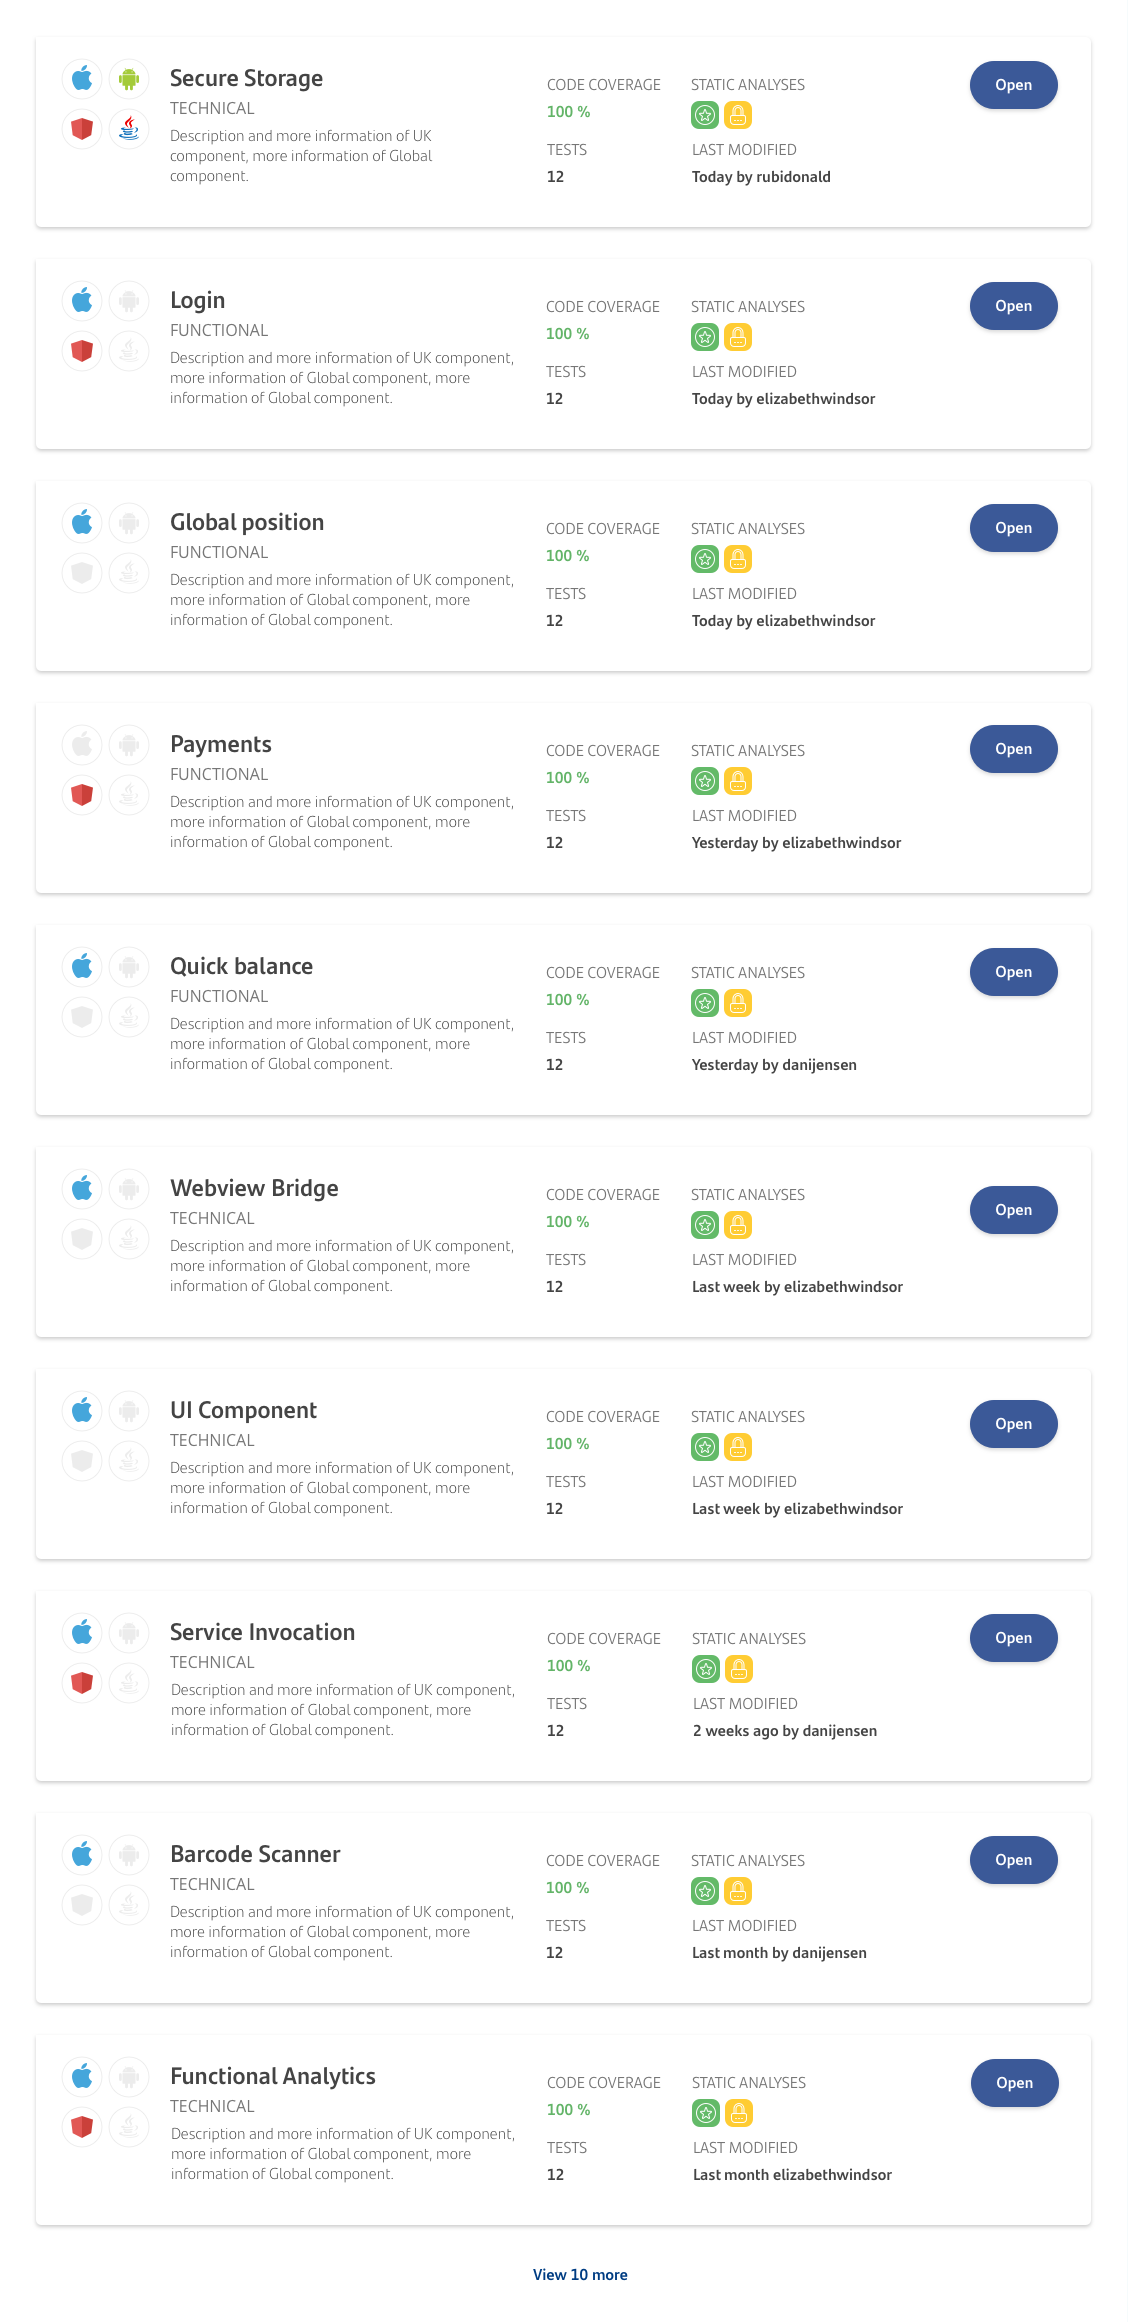 Secure Storage
TECHNICAL
Description and more information of UK
component, more information of Global
component.
CODE COVERAGE
100 %
TESTS
12
STATIC ANALYSES
LAST MODIFIED
Today by rubidonald
Open
Login
FUNCTIONAL
Description and more information of UK component,
more information of Global component, more
information of Global component.
CODE COVERAGE
100 %
TESTS
12
STATIC ANALYSES
LAST MODIFIED
Today by elizabethwindsor
Open
Global position
FUNCTIONAL
Description and more information of UK component,
more information of Global component, more
information of Global component.
CODE COVERAGE
100 %
TESTS
12
STATIC ANALYSES
LAST MODIFIED
Today by elizabethwindsor
Open
Payments
FUNCTIONAL
Description and more information of UK component,
more information of Global component, more
information of Global component.
CODE COVERAGE
100 %
TESTS
12
STATIC ANALYSES
LAST MODIFIED
Yesterday by elizabethwindsor
Open
Quick balance
FUNCTIONAL
Description and more information of UK component,
more information of Global component, more
information of Global component.
CODE COVERAGE
100 %
TESTS
12
STATIC ANALYSES
LAST MODIFIED
Yesterday by danijensen
Open
Webview Bridge
TECHNICAL
Description and more information of UK component,
more information of Global component, more
information of Global component.
CODE COVERAGE
100 %
TESTS
12
STATIC ANALYSES
LAST MODIFIED
Last week by elizabethwindsor
Open
UI Component
TECHNICAL
Description and more information of UK component,
more information of Global component, more
information of Global component.
CODE COVERAGE
100 %
TESTS
12
STATIC ANALYSES
LAST MODIFIED
Last week by elizabethwindsor
Open
Service Invocation
TECHNICAL
Description and more information of UK component,
more information of Global component, more
information of Global component.
CODE COVERAGE
100 %
TESTS
12
STATIC ANALYSES
LAST MODIFIED
2 weeks ago by danijensen
Open
Barcode Scanner
TECHNICAL
Description and more information of UK component,
more information of Global component, more
information of Global component.
CODE COVERAGE
100 %
TESTS
12
STATIC ANALYSES
LAST MODIFIED
Last month by danijensen
Open
Functional Analytics
TECHNICAL
Description and more information of UK component,
more information of Global component, more
information of Global component.
CODE COVERAGE
100 %
TESTS
12
STATIC ANALYSES
LAST MODIFIED
Last month elizabethwindsor
Open
View 10 more